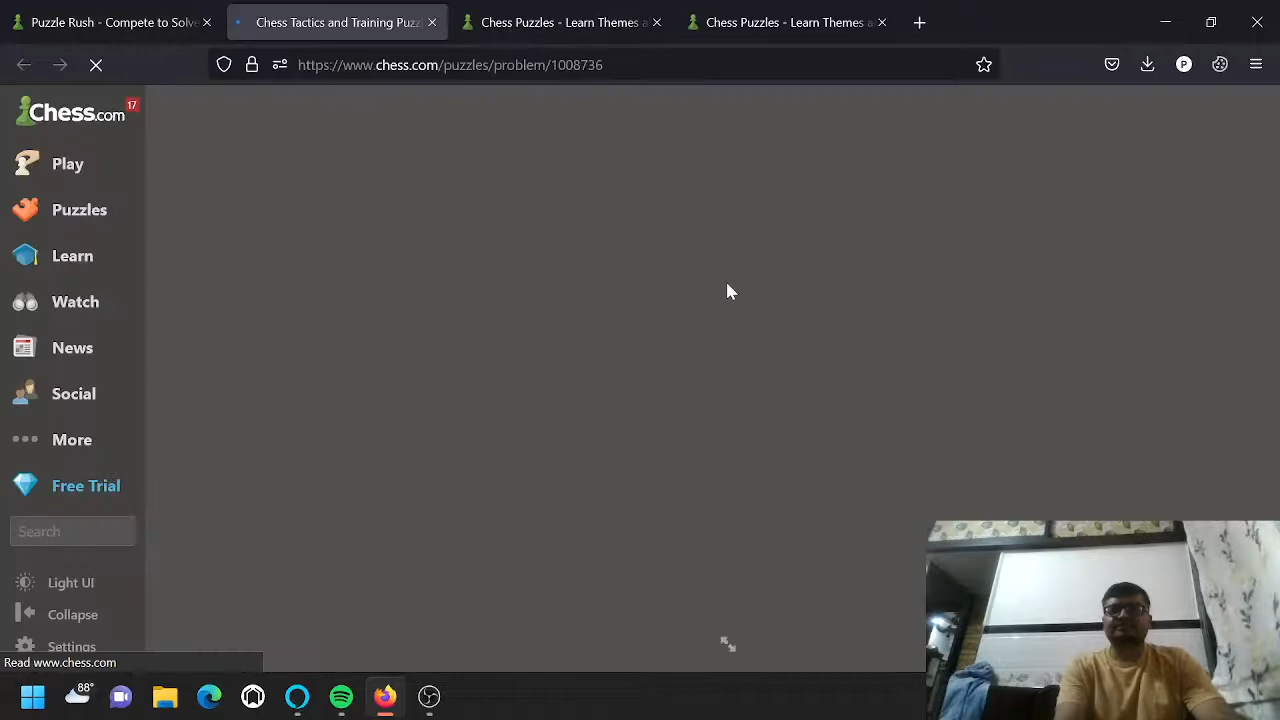 Puzzle Rush - Compete to Solve
Chess Tactics and Training Puzz
Chess Puzzles - Learn Themes a
Chess Puzzles - Learn Themes a
https://www.chess.com/puzzles/problem/1008736
P
Chess.com
17
Play
Puzzles
Learn
Watch
News
Social
More
Free Trial
Search
Light UI
Collapse
Settings
Read www.chess.com
88°